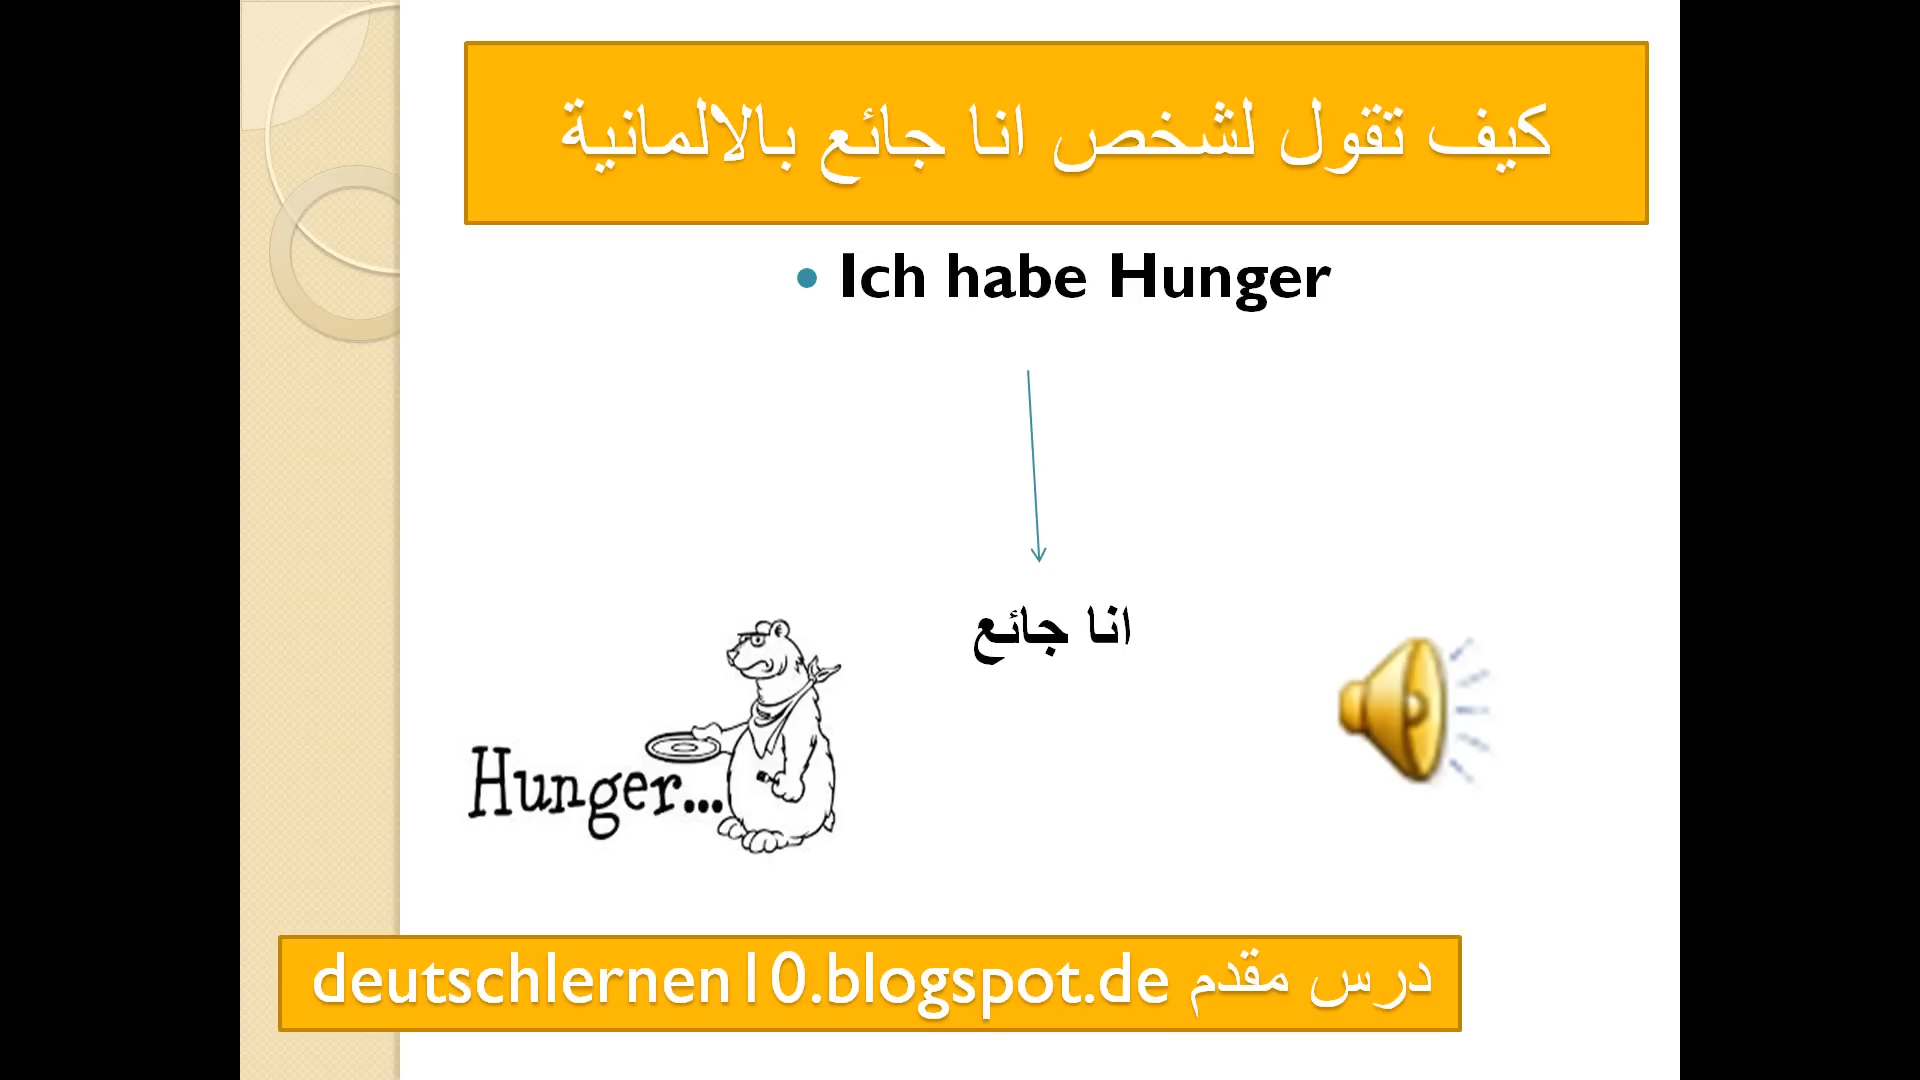 كيف تقول لشخص انا جائع بالالمانية
Ich habe Hunger
انا جائع
Hunger...
درس مقدم deutschlernen10.blogspot.de